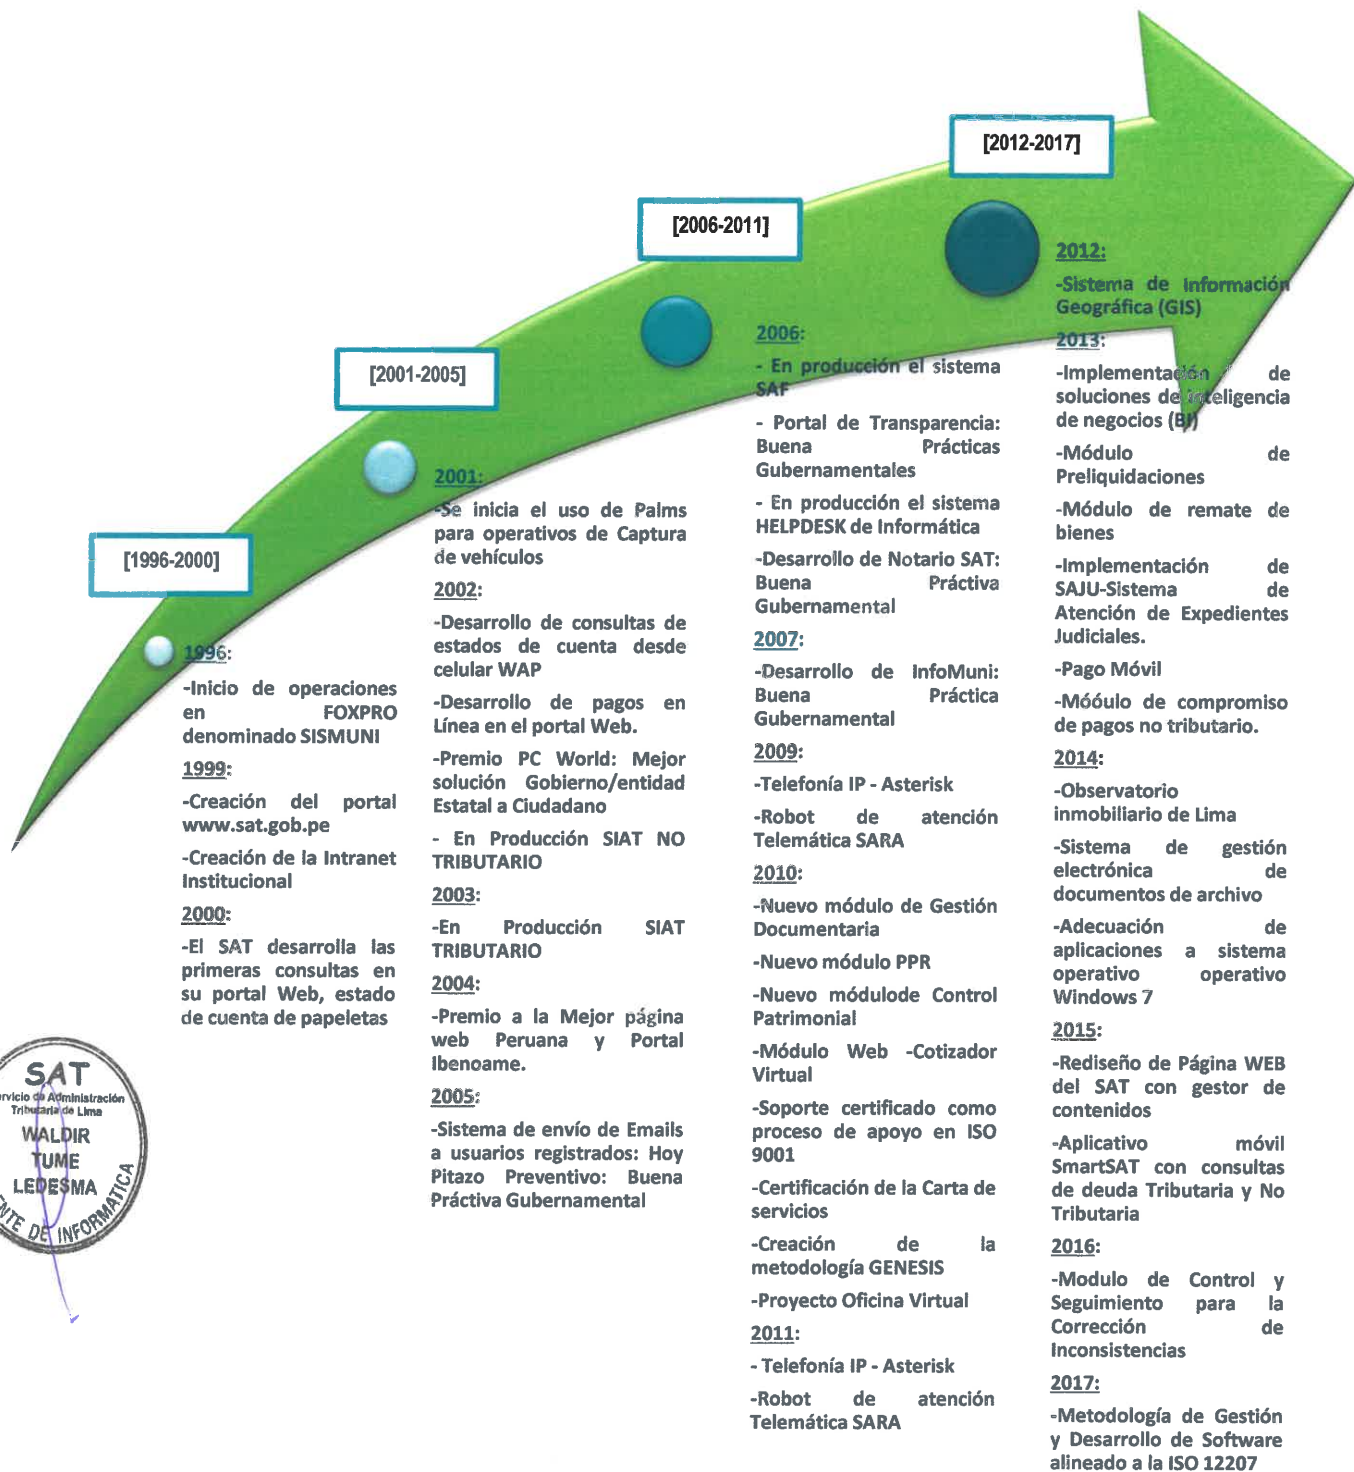 [1996-2000]
1996:
-Inicio de operaciones
en FOXPRO
denominado SISMUNI
1999:
-Creación del portal
www.sat.gob.pe
-Creación de la Intranet
Institucional
2000:
-El SAT desarrolla las
primeras consultas en
su portal Web, estado
de cuenta de papeletas
[2001-2005]
2001:
-Se inicia el uso de Palms
para operativos de Captura
de vehículos
2002:
-Desarrollo de consultas de
estados de cuenta desde
celular WAP
-Desarrollo de pagos en
Línea en el portal Web.
-Premio PC World: Mejor
solución Gobierno/entidad
Estatal a Ciudadano
- En Producción SIAT NO
TRIBUTARIO
2003:
-En Producción SIAT
TRIBUTARIO
2004:
-Premio a la Mejor página
web Peruana y Portal
Ibenoame.
2005:
-Sistema de envío de Emails
a usuarios registrados: Hoy
Pitazo Preventivo: Buena
Práctiva Gubernamental
[2006-2011]
2006:
- En producción el sistema
SAF
- Portal de Transparencia:
Buena Prácticas
Gubernamentales
- En producción el sistema
HELPDESK de Informática
-Desarrollo de Notario SAT:
Buena Práctiva
Gubernamental
2007:
-Desarrollo de InfoMuni:
Buena Práctica
Gubernamental
2009:
-Telefonía IP - Asterisk
-Robot de atención
Telemática SARA
2010:
-Nuevo módulo de Gestión
Documentaria
-Nuevo módulo PPR
-Nuevo módulode Control
Patrimonial
-Módulo Web -Cotizador
Virtual
-Soporte certificado como
proceso de apoyo en ISO
9001
-Certificación de la Carta de
servicios
-Creación de la
metodología GENESIS
-Proyecto Oficina Virtual
2011:
- Telefonía IP - Asterisk
-Robot de atención
Telemática SARA
[2012-2017]
2012:
-Sistema de Información
Geográfica (GIS)
2013:
-Implementación de
soluciones de inteligencia
de negocios (BI)
-Módulo de
Preliquidaciones
-Módulo de remate de
bienes
-Implementación de
SAJU-Sistema de
Atención de Expedientes
Judiciales.
-Pago Móvil
-Móóulo de compromiso
de pagos no tributario.
2014:
-Observatorio
inmobiliario de Lima
-Sistema de gestión
electrónica de
documentos de archivo
-Adecuación de
aplicaciones a sistema
operativo operativo
Windows 7
2015:
-Rediseño de Página WEB
del SAT con gestor de
contenidos
-Aplicativo móvil
SmartSAT con consultas
de deuda Tributaria y No
Tributaria
2016:
-Modulo de Control y
Seguimiento para la
Corrección de
Inconsistencias
2017:
-Metodología de Gestión
y Desarrollo de Software
alineado a la ISO 12207
SAT
rvicio de Administración
Tributaria de Lima
WALDIR
TUME
LEDESMA
ENTE DE INFORMATICA